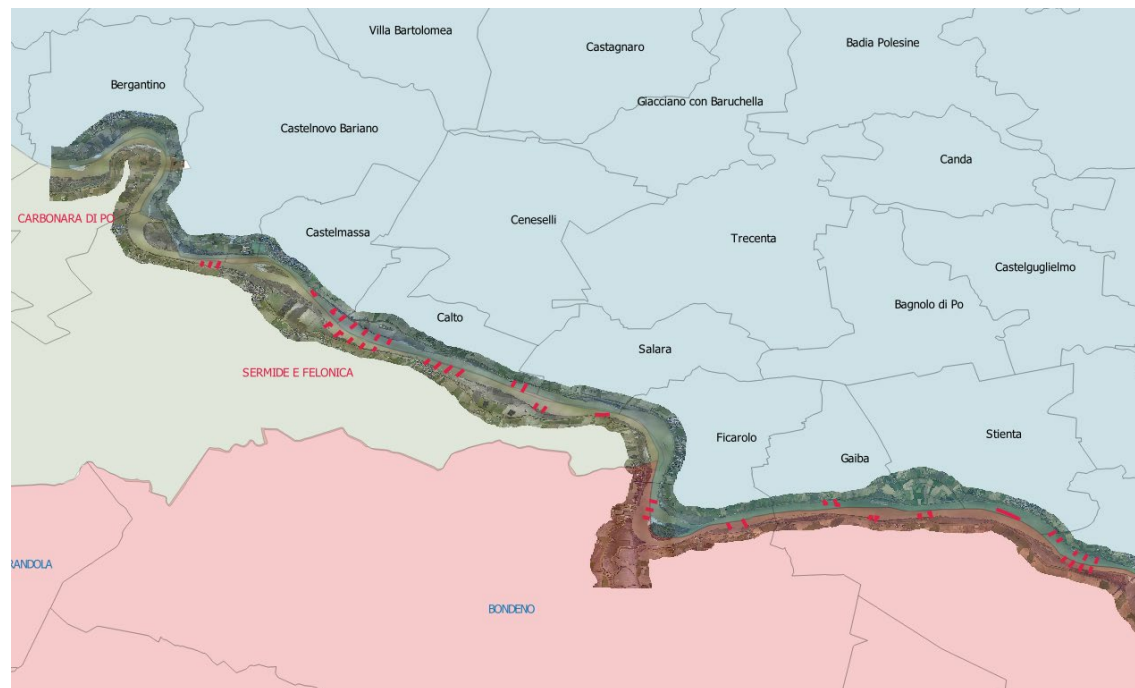 Villa Bartolomea
Castagnaro
Badia Polesine
Bergantino
Giacciano con Baruchella
Castelnovo Bariano
Canda
CARBONARA DI PO
Ceneselli
Castelmassa
Trecenta
Castelguglielmo
Bagnolo di Po
Calto
Salara
SERMIDE E FELONICA
Ficarolo
Stienta
Gaiba
RANDOLA
BONDENO